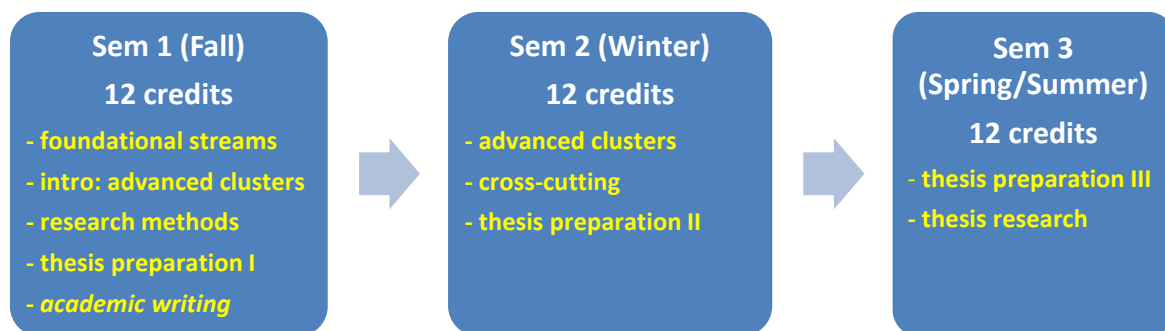 Sem 1 (Fall)
12 credits
- foundational streams
- intro: advanced clusters
- research methods
- thesis preparation I
- academic writing
Sem 2 (Winter)
12 credits
- advanced clusters
- cross-cutting
- thesis preparation II
Sem 3
(Spring/Summer)
12 credits
- thesis preparation III
- thesis research